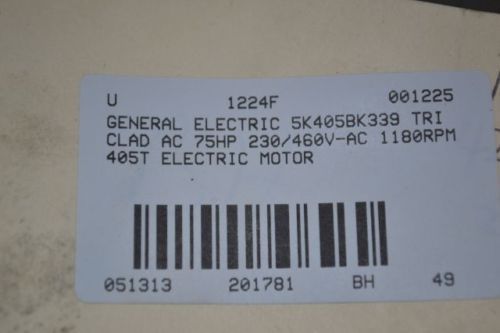 U 1224F 001225
GENERAL ELECTRIC 5K405BK339 TRI
CLAD AC 75HP 230/460V-AC 1180RPM
405T ELECTRIC MOTOR
051313 201781 BH 49